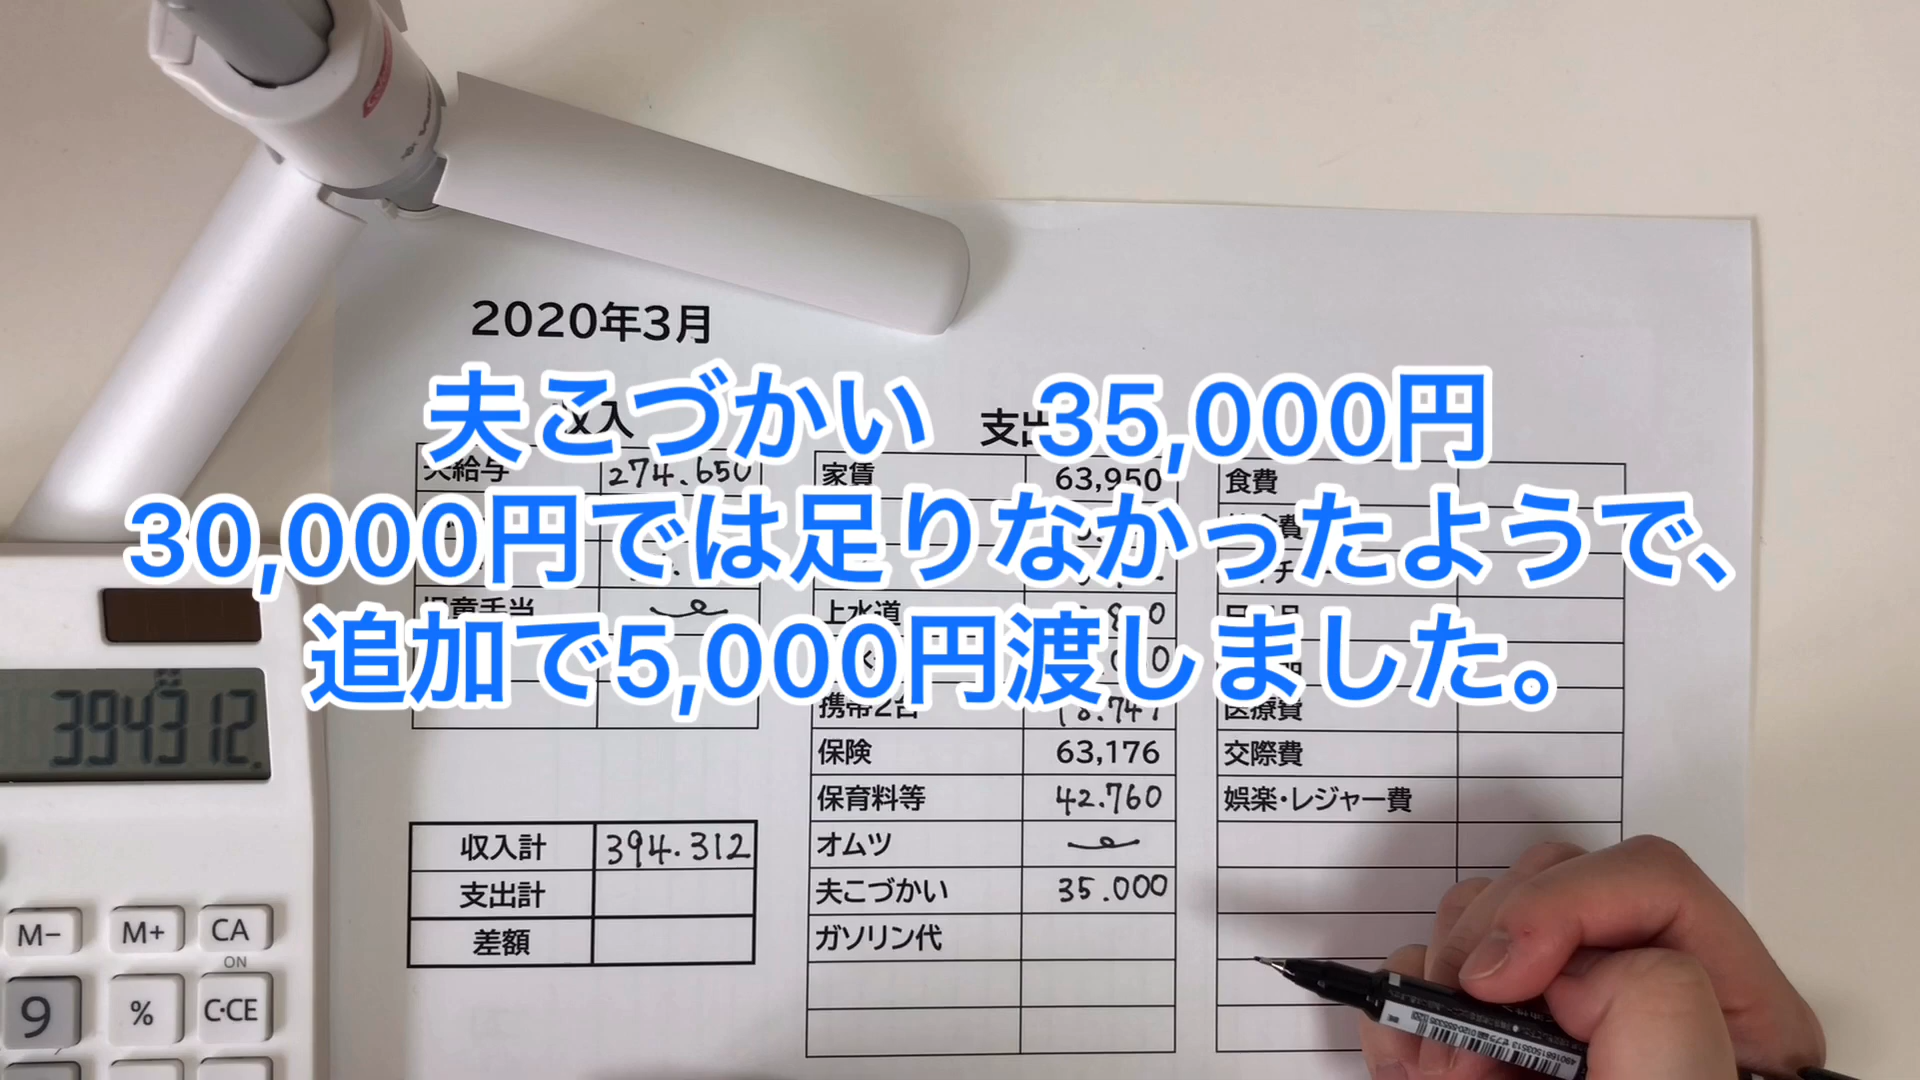 2020年3月
夫こづかい 35,000円
30,000円では足りなかったようで、
追加で5,000円渡しました。
収入
夫給与 274.650
児童手当
収入計 394.312
支出計
差額
支出
家賃 63,950
上水道
携帯2台 18.747
保険 63,176
保育料等 42.760
オムツ
夫こづかい 35.000
ガソリン代
食費
医療費
交際費
娯楽・レジャー費
394312.
M− M+ CA
ON
9 % C・CE